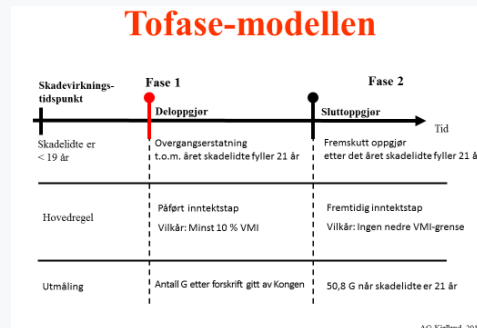 Tofase-modellen
Skadevirknings-
tidspunkt
Fase 1
Fase 2
Deloppgjør
Sluttoppgjør
Tid
Skadelidte er
< 19 år
Overgangserstatning
t.o.m. året skadelidte fyller 21 år
Fremskutt oppgjør
etter det året skadelidte fyller 21 å
Hovedregel
Påført inntektstap
Vilkår: Minst 10 % VMI
Fremtidig inntektstap
Vilkår: Ingen nedre VMI-grense
Utmåling
Antall G etter forskrift gitt av Kongen
50,8 G når skadelidte er 21 år